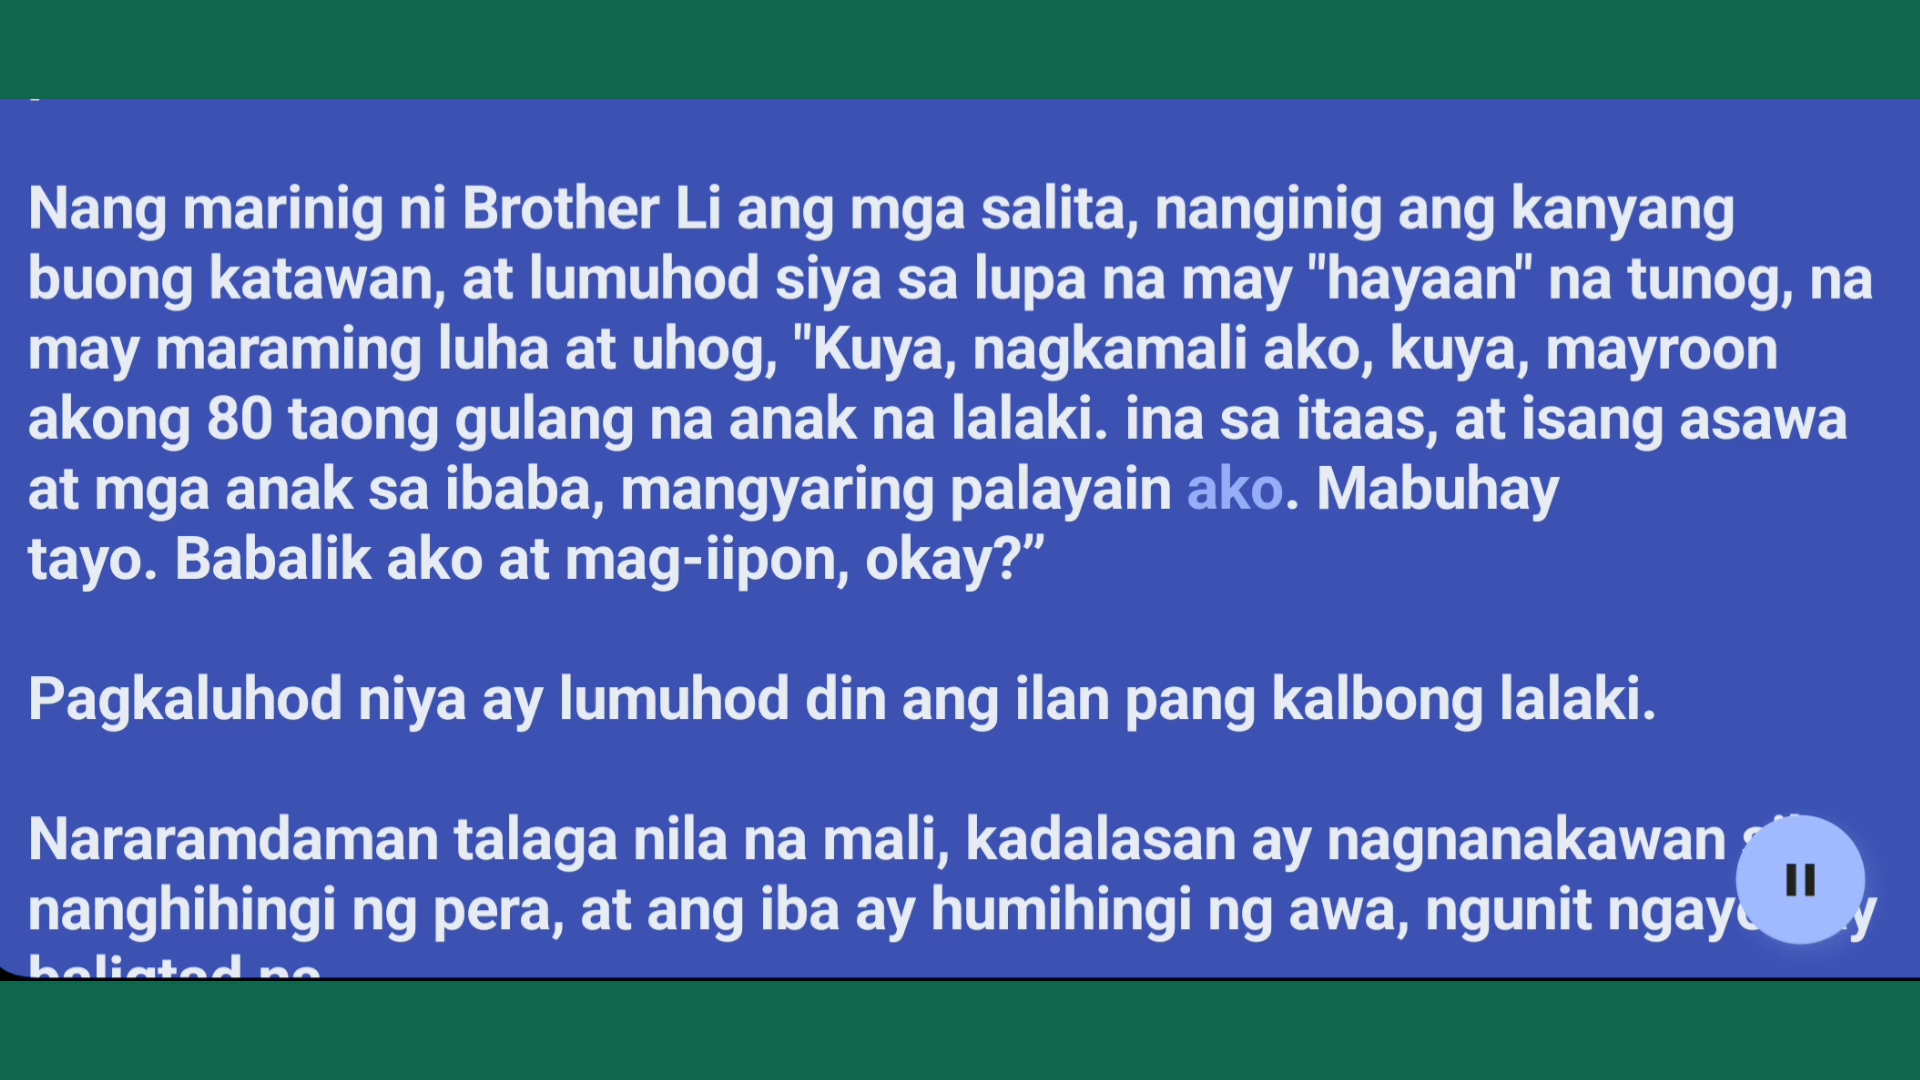 Nang marinig ni Brother Li ang mga salita, nanginig ang kanyang
buong katawan, at lumuhod siya sa lupa na may "hayaan" na tunog, na
may maraming luha at uhog, "Kuya, nagkamali ako, kuya, mayroon
akong 80 taong gulang na anak na lalaki. ina sa itaas, at isang asawa
at mga anak sa ibaba, mangyaring palayain ako. Mabuhay
tayo. Babalik ako at mag-iipon, okay?”
Pagkaluhod niya ay lumuhod din ang ilan pang kalbong lalaki.
Nararamdaman talaga nila na mali, kadalasan ay nagnanakawan
nanghihingi ng pera, at ang iba ay humihingi ng awa, ngunit
baligtad na